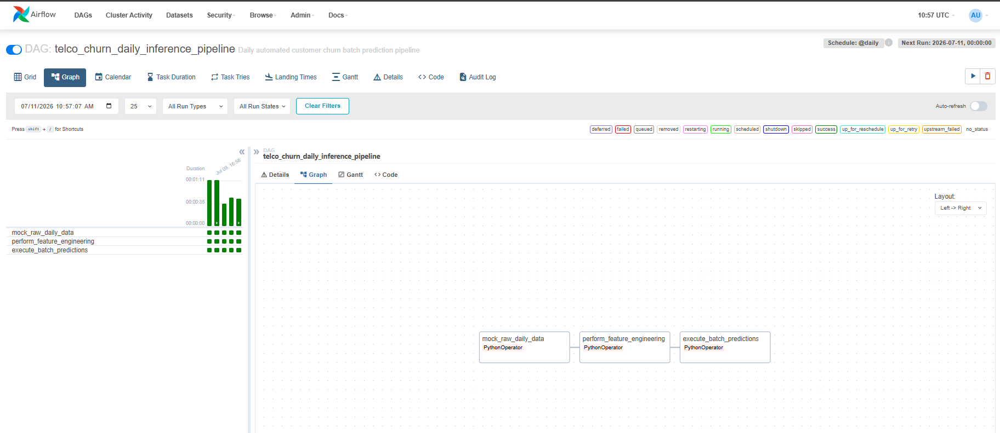 Airflow DAGs Cluster Activity Datasets Security Browse Admin Docs 10:57 UTC AU
DAG: telco_churn_daily_inference_pipeline Daily automated customer churn batch prediction pipeline Schedule: @daily i Next Run: 2026-07-11, 00:00:00
Grid Graph Calendar Task Duration Task Tries Landing Times Gantt Details Code Audit Log
07/11/2026 10:57:07 AM 25 All Run Types All Run States Clear Filters Auto-refresh
Press shift + / for Shortcuts deferred failed queued removed restarting running scheduled shutdown skipped success up_for_reschedule up_for_retry upstream_failed no_status
DAG
telco_churn_daily_inference_pipeline
Details Graph Gantt Code
Duration Jul 09, 16:58
00:01:11
00:00:35
00:00:00
mock_raw_daily_data
perform_feature_engineering
execute_batch_predictions
Layout:
Left -> Right
mock_raw_daily_data
PythonOperator
perform_feature_engineering
PythonOperator
execute_batch_predictions
PythonOperator